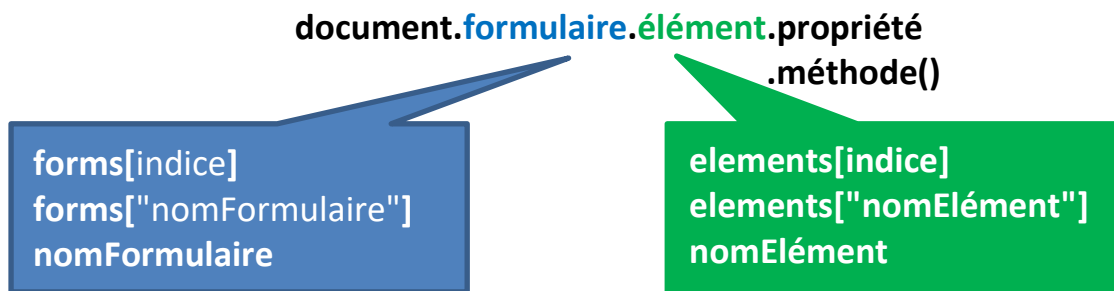 document.formulaire.élément.propriété
.méthode()
forms[indice]
forms["nomFormulaire"]
nomFormulaire
elements[indice]
elements["nomElément"]
nomElément